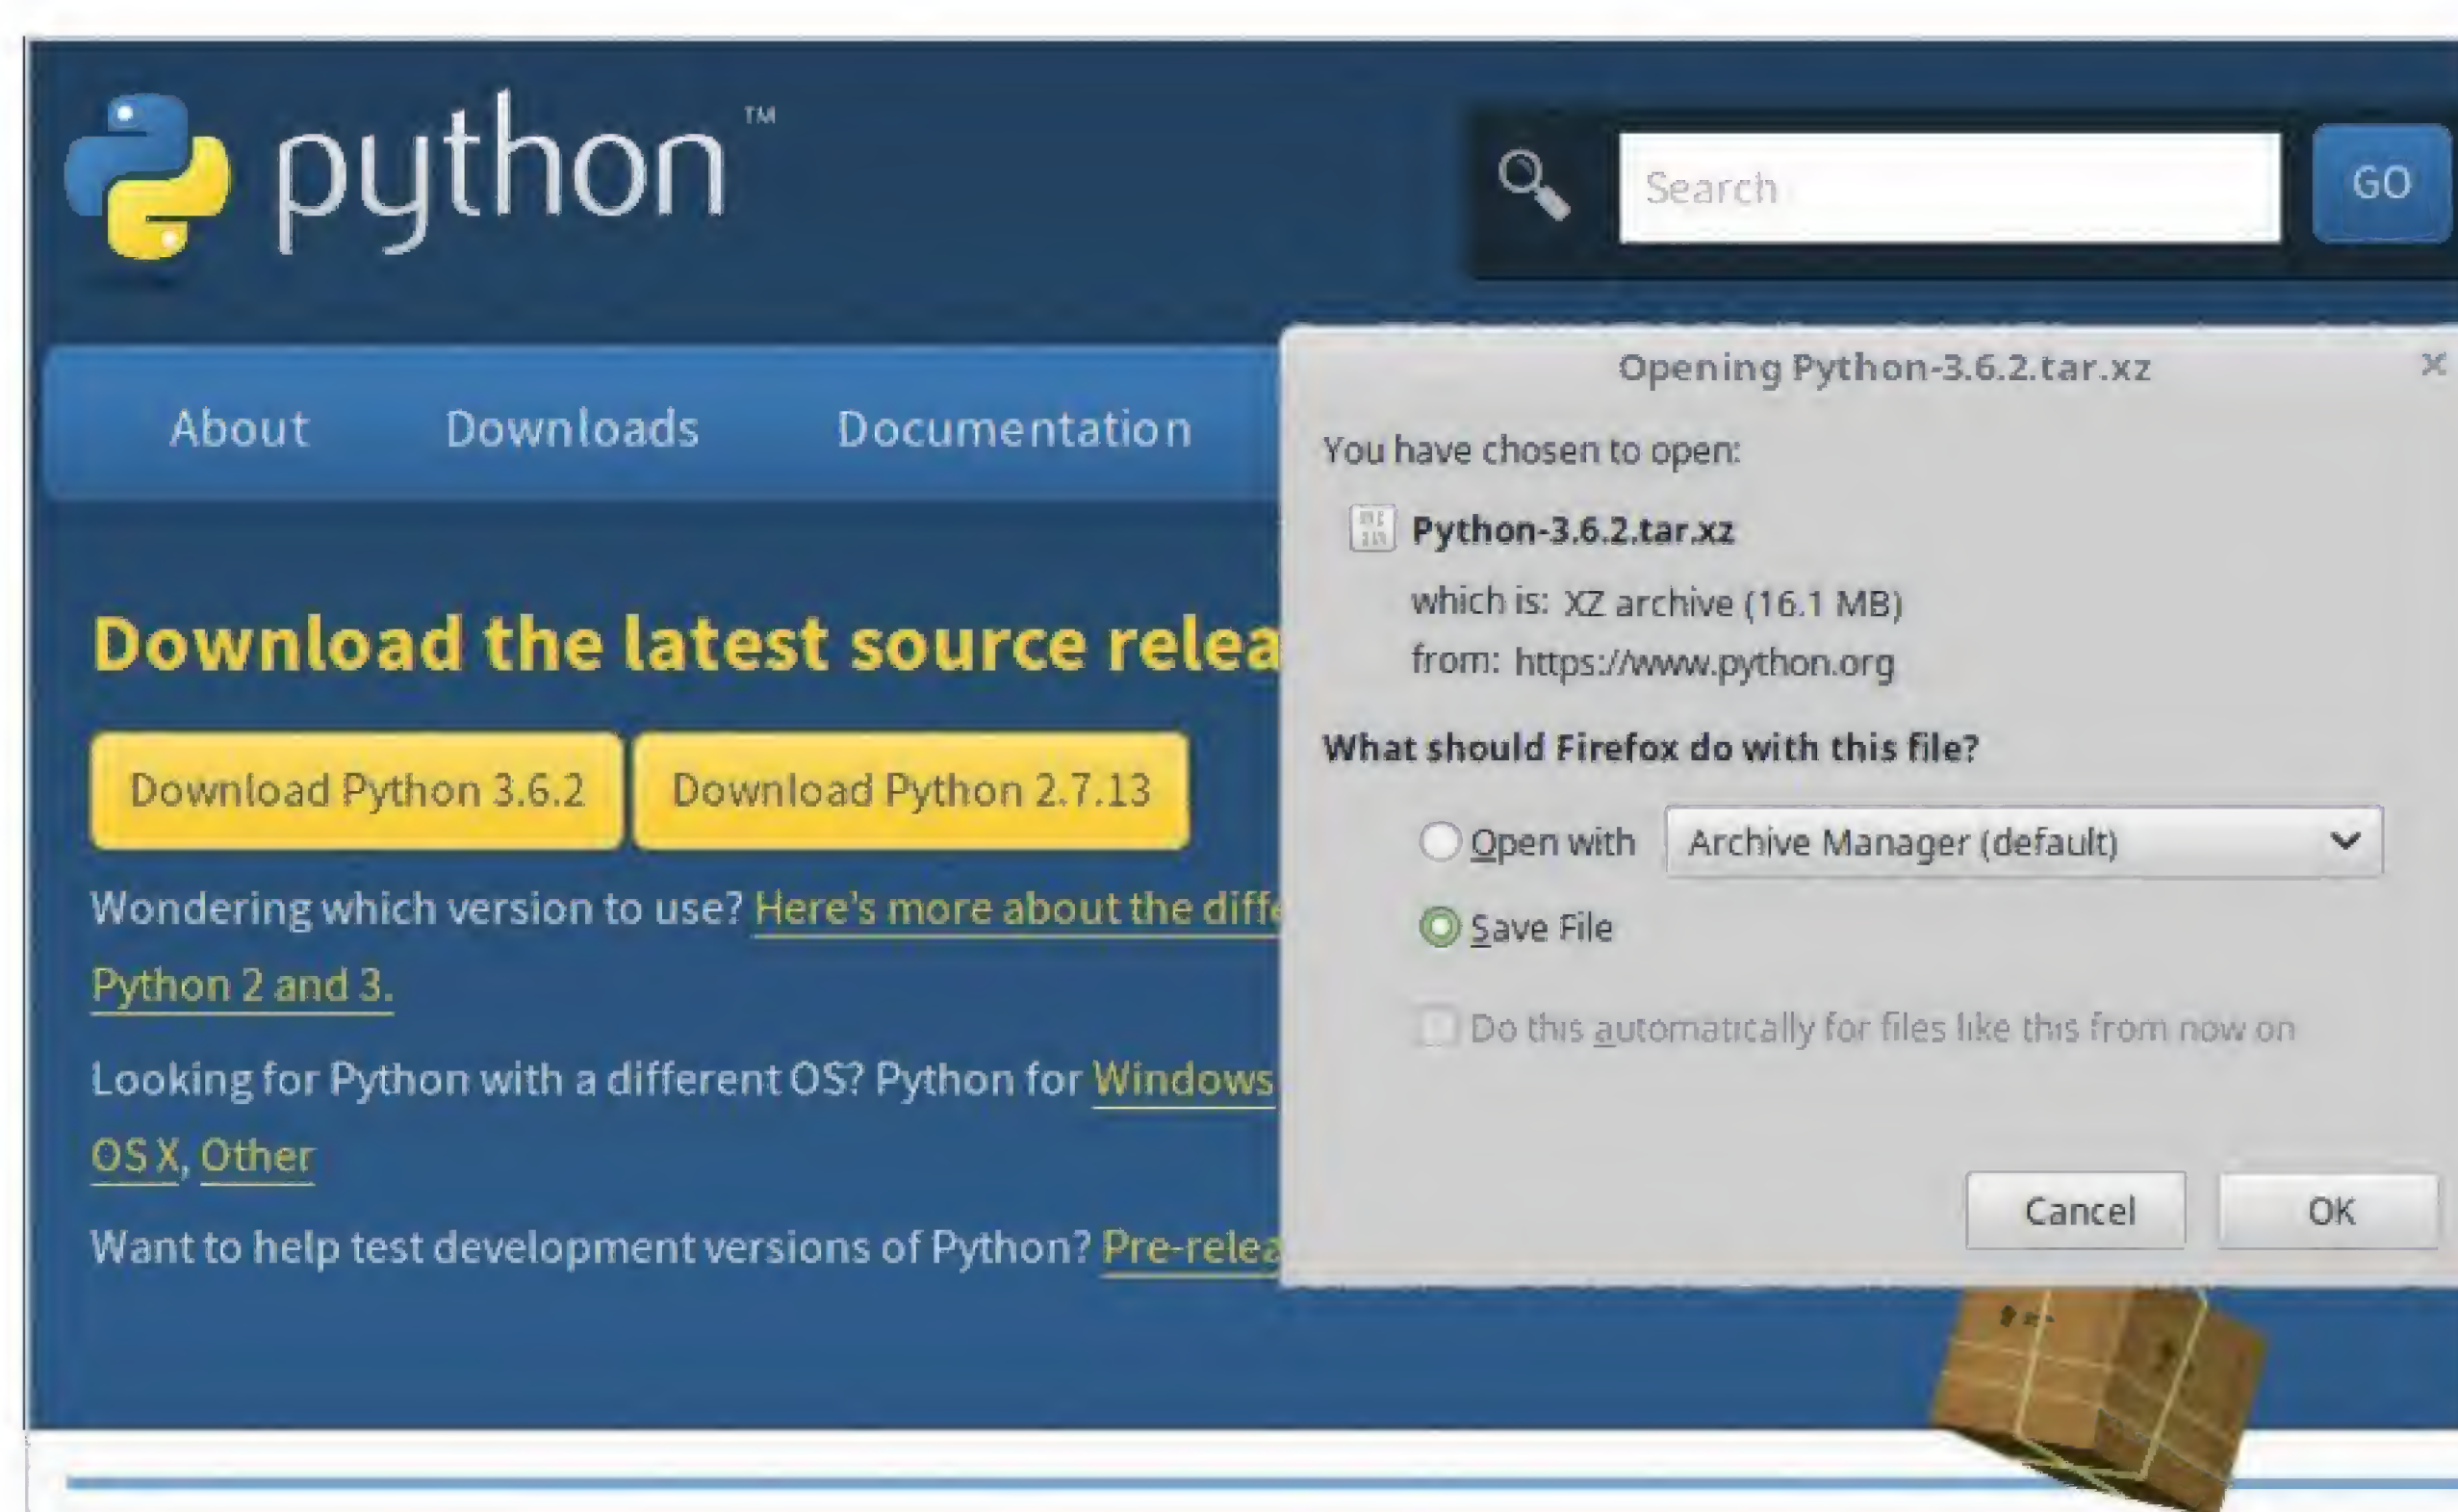 python™
Search
GO
About
Downloads
Documentation
Download the latest source relea
Download Python 3.6.2
Download Python 2.7.13
Wondering which version to use? Here's more about the diffe
Python 2 and 3.
Looking for Python with a different OS? Python for Windows
OS X, Other
Want to help test development versions of Python? Pre-relea
Opening Python-3.6.2.tar.xz
You have chosen to open:
Python-3.6.2.tar.xz
which is: XZ archive (16.1 MB)
from: https://www.python.org
What should Firefox do with this file?
Open with Archive Manager (default)
Save File
Do this automatically for files like this from now on
Cancel
OK